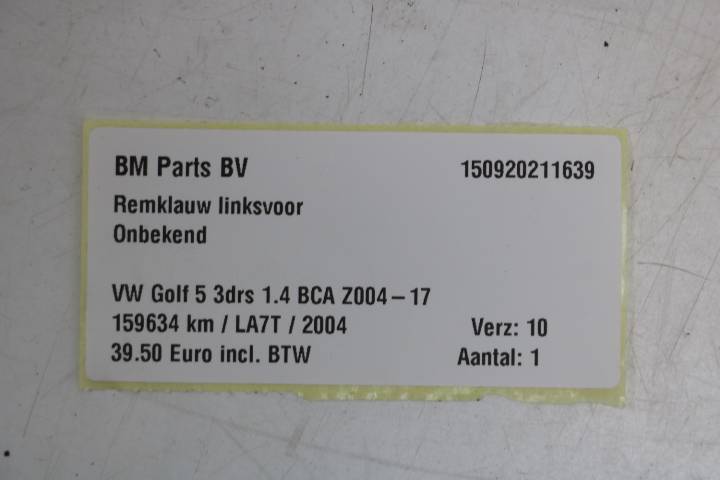 BM Parts BV 150920211639
Remklauw linksvoor
Onbekend
VW Golf 5 3drs 1.4 BCA Z004-17
159634 km / LA7T / 2004 Verz: 10
39.50 Euro incl. BTW Aantal: 1